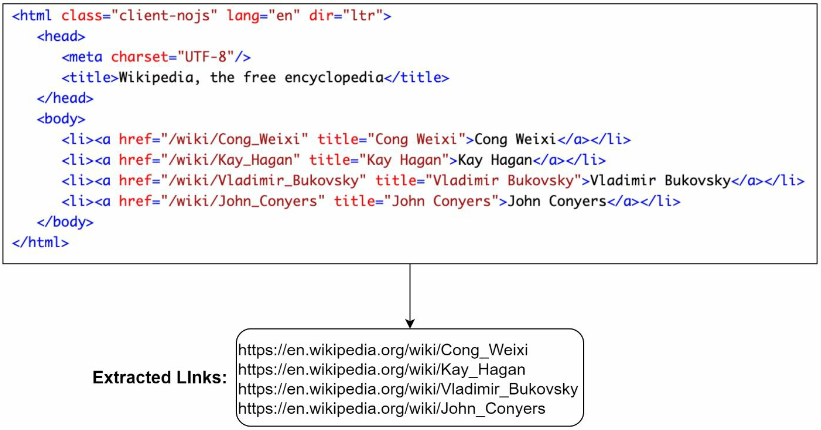 <html class="client-nojs" lang="en" dir="ltr">
<head>
<meta charset="UTF-8"/>
<title>Wikipedia, the free encyclopedia</title>
</head>
<body>
<li><a href="/wiki/Cong_Weixi" title="Cong Weixi">Cong Weixi</a></li>
<li><a href="/wiki/Kay_Hagan" title="Kay Hagan">Kay Hagan</a></li>
<li><a href="/wiki/Vladimir_Bukovsky" title="Vladimir Bukovsky">Vladimir Bukovsky</a></li>
<li><a href="/wiki/John_Conyers" title="John Conyers">John Conyers</a></li>
</body>
</html>
Extracted LInks:
https://en.wikipedia.org/wiki/Cong_Weixi
https://en.wikipedia.org/wiki/Kay_Hagan
https://en.wikipedia.org/wiki/Vladimir_Bukovsky
https://en.wikipedia.org/wiki/John_Conyers